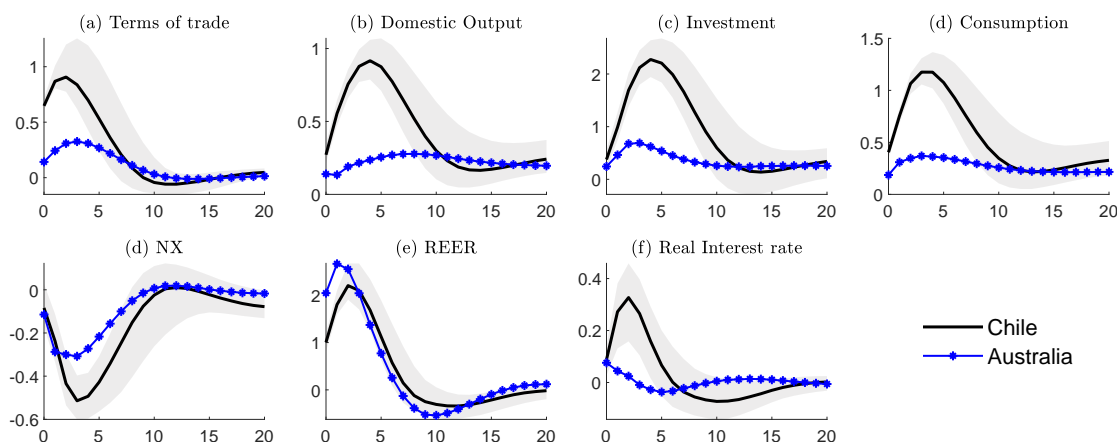 (a) Terms of trade
(b) Domestic Output
(c) Investment
(d) Consumption
1
0.5
0
0 5 10 15 20
1
0.5
0
0 5 10 15 20
2
1
0
0 5 10 15 20
1.5
1
0.5
0
0 5 10 15 20
(d) NX
(e) REER
(f) Real Interest rate
0
-0.2
-0.4
-0.6
0 5 10 15 20
2
1
0
0 5 10 15 20
0.4
0.2
0
0 5 10 15 20
Chile
Australia